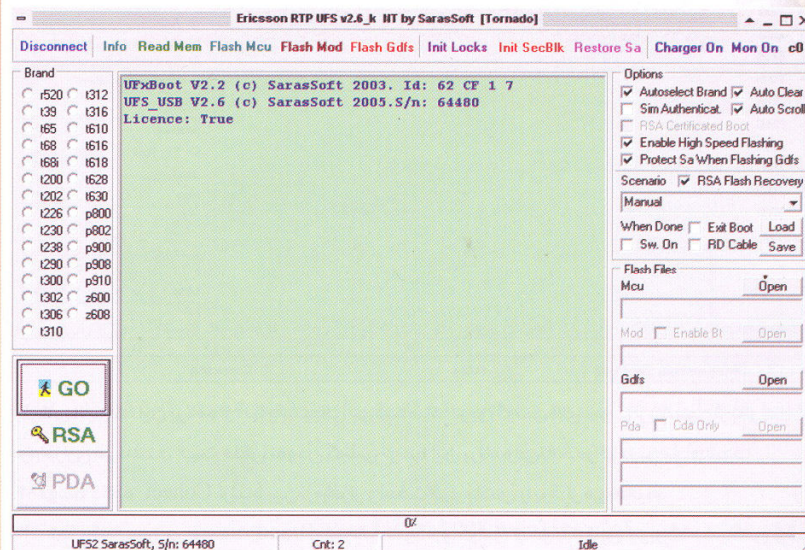 Ericsson RTP UFS v2.6_k NT by SarasSoft [Tornado]
Disconnect Info Read Mem Flash Mcu Flash Mod Flash Gdfs Init Locks Init SecBlk Restore Sa Charger On Mon On c0
Brand
r520 t312
t39 t316
t65 t610
t68 t616
t68i t618
t200 t628
t202 t630
t226 p800
t230 p802
t238 p900
t290 p908
t300 p910
t302 z600
t306 z608
t310
GO
RSA
PDA
UFxBoot V2.2 (c) SarasSoft 2003. Id: 62 CF 1 7
UFS_USB V2.6 (c) SarasSoft 2005.S/n: 64480
Licence: True
Options
Autoselect Brand Auto Clear
Sim Authenticat. Auto Scroll
RSA Certificated Boot
Enable High Speed Flashing
Protect Sa When Flashing Gdfs
Scenario RSA Flash Recovery
Manual
When Done Exit Boot Load
Sw. On RD Cable Save
Flash Files
Mcu Open
Mod Enable Bt Open
Gdfs Open
Pda Cda Only Open
0%
UFS2 SarasSoft, S/n: 64480 Cnt: 2 Idle